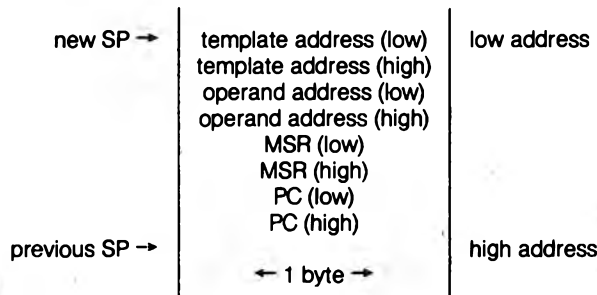 new SP → template address (low) low address
template address (high)
operand address (low)
operand address (high)
MSR (low)
MSR (high)
PC (low)
PC (high)
previous SP → high address
← 1 byte →